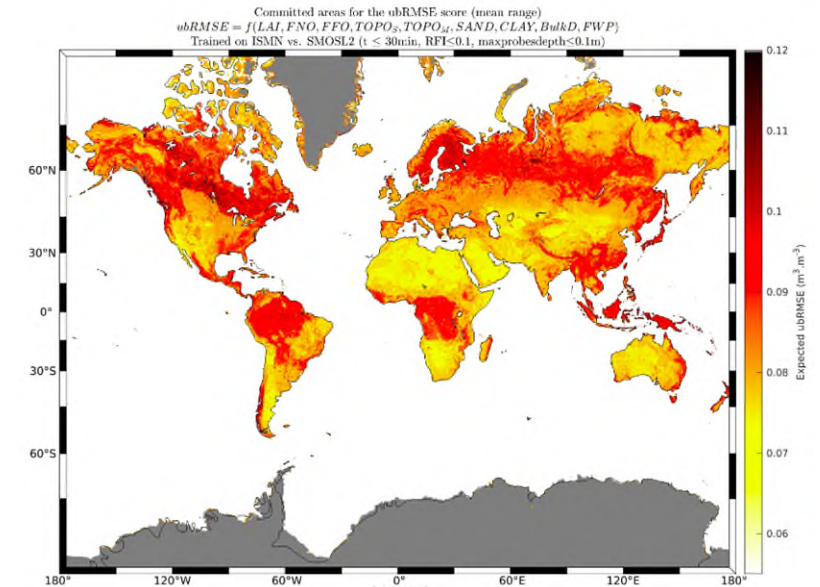 Committed areas for the ubRMSE score (mean range)
ubRMSE = f(LAI, FNO, FFO, TOPO_S, TOPO_M, SAND, CLAY, BulkD, FWP)
Trained on ISMN vs. SMOSL2 (t ≤ 30min, RFI≤0.1, maxprobesdepth≤0.1m)
0.12
0.11
60°N
0.1
30°N
0.09
0°
Expected ubRMSE (m³.m⁻³)
0.08
30°S
0.07
60°S
0.06
180° 120°W 60°W 0° 60°E 120°E 180°